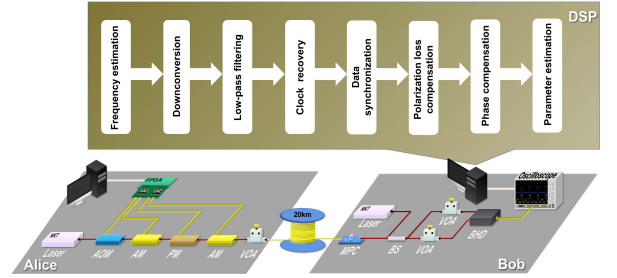 DSP
Frequency estimation
Downconversion
Low-pass filtering
Clock recovery
Data
synchronization
Polarization loss
compensation
Phase compensation
Parameter estimation
FPGA
20km
Oscilloscope
NKT
Laser
AOM
AM
PM
AM
VOA
Alice
NKT
Laser
MPC
BS
VOA
VOA
BHD
Bob